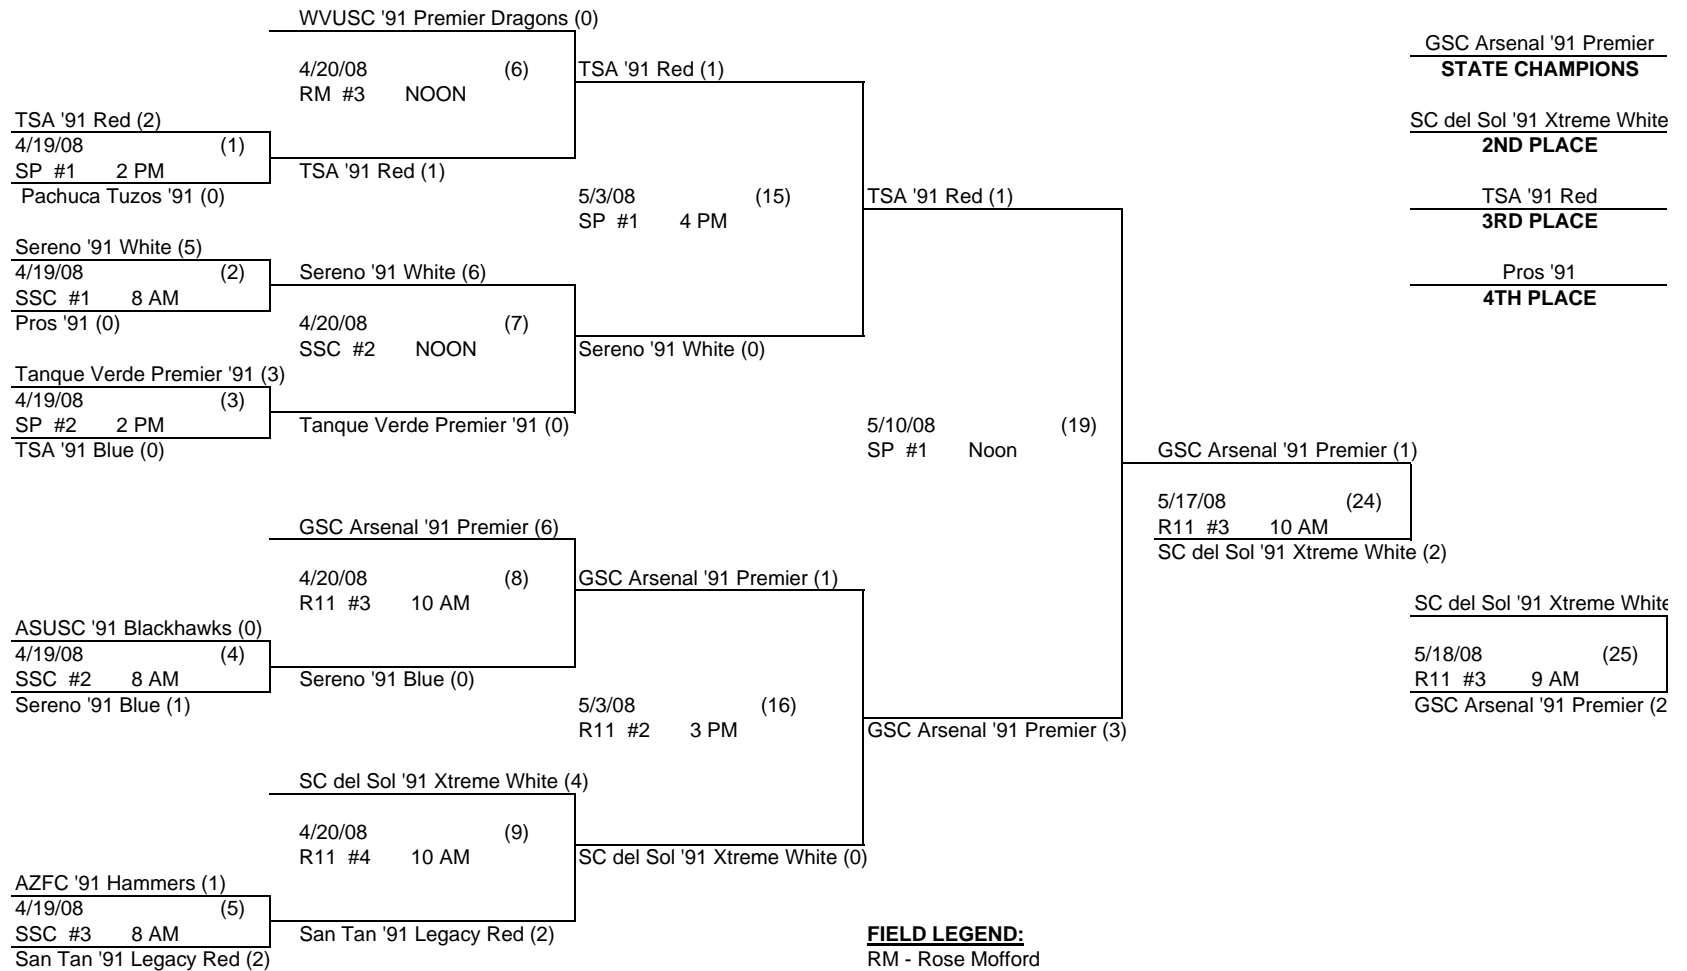 WVUSC '91 Premier Dragons (0)
GSC Arsenal '91 Premier
STATE CHAMPIONS
4/20/08 (6)
RM #3 NOON
TSA '91 Red (1)
TSA '91 Red (2)
4/19/08 (1)
SP #1 2 PM
Pachuca Tuzos '91 (0)
TSA '91 Red (1)
SC del Sol '91 Xtreme White
2ND PLACE
5/3/08 (15)
SP #1 4 PM
TSA '91 Red (1)
TSA '91 Red
3RD PLACE
Sereno '91 White (5)
4/19/08 (2)
SSC #1 8 AM
Pros '91 (0)
Sereno '91 White (6)
Pros '91
4TH PLACE
4/20/08 (7)
SSC #2 NOON
Sereno '91 White (0)
Tanque Verde Premier '91 (3)
4/19/08 (3)
SP #2 2 PM
TSA '91 Blue (0)
Tanque Verde Premier '91 (0)
5/10/08 (19)
SP #1 Noon
GSC Arsenal '91 Premier (1)
5/17/08 (24)
R11 #3 10 AM
SC del Sol '91 Xtreme White (2)
GSC Arsenal '91 Premier (6)
4/20/08 (8)
R11 #3 10 AM
GSC Arsenal '91 Premier (1)
ASUSC '91 Blackhawks (0)
4/19/08 (4)
SSC #2 8 AM
Sereno '91 Blue (1)
Sereno '91 Blue (0)
SC del Sol '91 Xtreme White
5/18/08 (25)
R11 #3 9 AM
GSC Arsenal '91 Premier (2
5/3/08 (16)
R11 #2 3 PM
GSC Arsenal '91 Premier (3)
SC del Sol '91 Xtreme White (4)
4/20/08 (9)
R11 #4 10 AM
SC del Sol '91 Xtreme White (0)
AZFC '91 Hammers (1)
4/19/08 (5)
SSC #3 8 AM
San Tan '91 Legacy Red (2)
San Tan '91 Legacy Red (2)
FIELD LEGEND:
RM - Rose Mofford